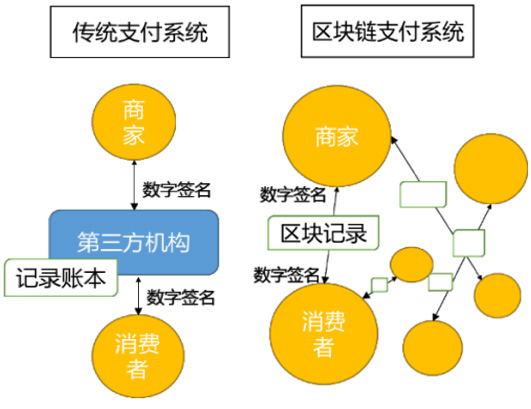 传统支付系统
区块链支付系统
商
家
数字签名
第三方机构
记录账本
数字签名
消费
者
商家
数字签名
区块记录
数字签名
消费
者